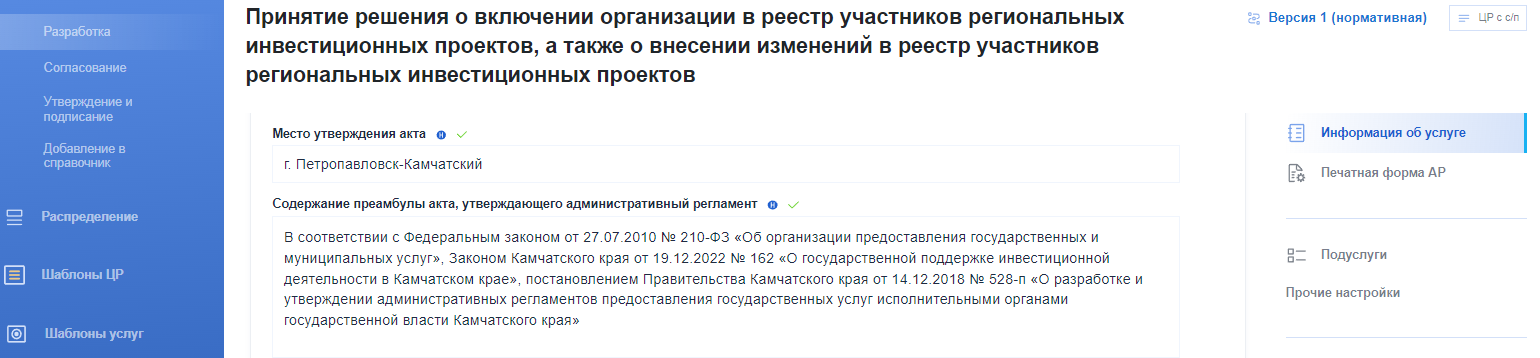 Разработка
Согласование
Утверждение и
подписание
Добавление в
справочник
Распределение
Шаблоны ЦР
Шаблоны услуг
Принятие решения о включении организации в реестр участников региональных
инвестиционных проектов, а также о внесении изменений в реестр участников
региональных инвестиционных проектов
Версия 1 (нормативная)
ЦР с с/п
Место утверждения акта Н
г. Петропавловск-Камчатский
Содержание преамбулы акта, утверждающего административный регламент Н
В соответствии с Федеральным законом от 27.07.2010 № 210-ФЗ «Об организации предоставления государственных и
муниципальных услуг», Законом Камчатского края от 19.12.2022 № 162 «О государственной поддержке инвестиционной
деятельности в Камчатском крае», постановлением Правительства Камчатского края от 14.12.2018 № 528-п «О разработке и
утверждении административных регламентов предоставления государственных услуг исполнительными органами
государственной власти Камчатского края»
Информация об услуге
Печатная форма АР
Подуслуги
Прочие настройки